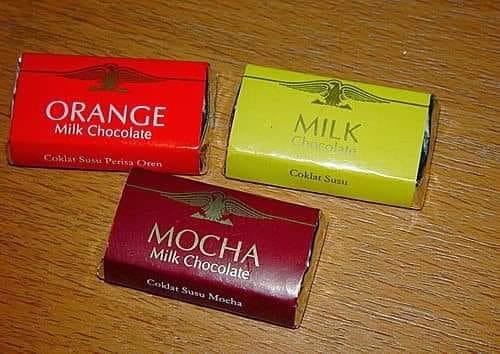 ORANGE
Milk Chocolate
Coklat Susu Perisa Oren
MILK
Chocolate
Coklat Susu
MOCHA
Milk Chocolate
Coklat Susu Mocha